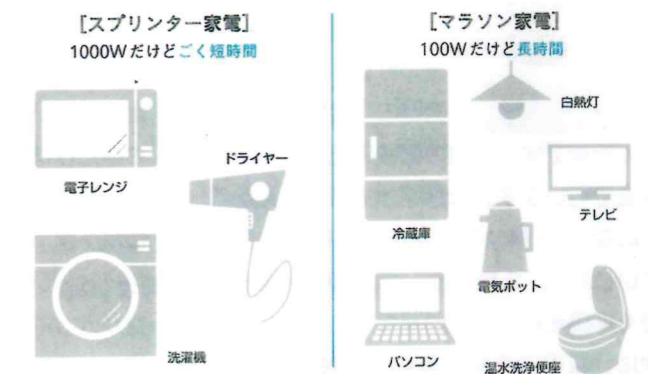 [スプリンター家電]
1000Wだけどごく短時間
電子レンジ
ドライヤー
洗濯機
[マラソン家電]
100Wだけど長時間
白熱灯
テレビ
冷蔵庫
電気ポット
パソコン
温水洗浄便座